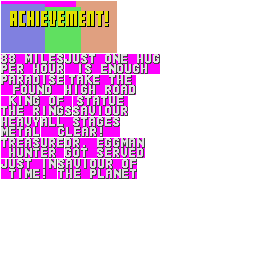 ACHIEVEMENT!
88 MILES
PER HOUR
JUST ONE HUG
IS ENOUGH
PARADISE
FOUND
TAKE THE
HIGH ROAD
KING OF
THE RINGS
STATUE
SAVIOUR
HEAVY
METAL
ALL STAGES
CLEAR!
TREASURE
HUNTER
DR. EGGMAN
GOT SERVED
JUST IN
TIME!
SAVIOUR OF
THE PLANET